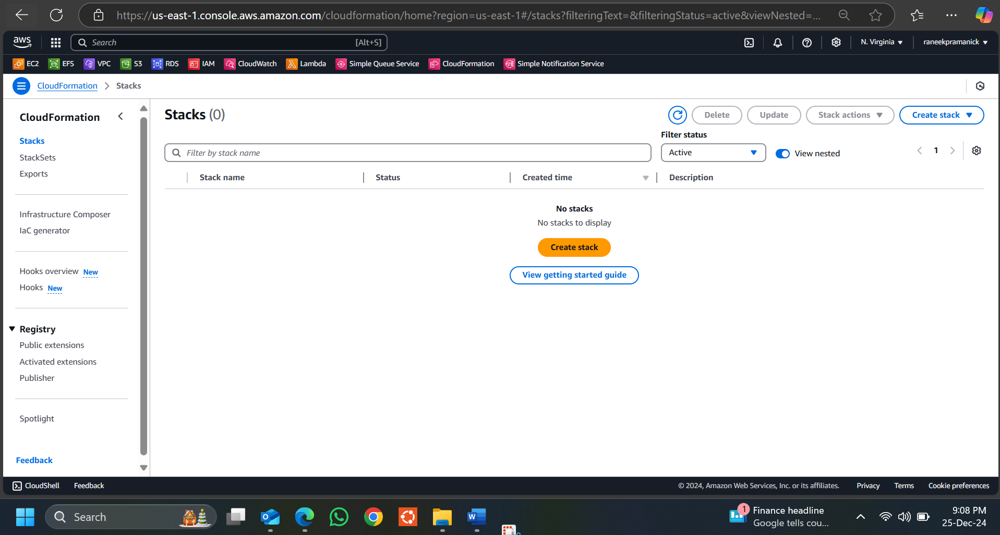 https://us-east-1.console.aws.amazon.com/cloudformation/home?region=us-east-1#/stacks?filteringText=&filteringStatus=active&viewNested=...
aws
Search [Alt+S]
N. Virginia
raneekpramanick
EC2 EFS VPC S3 RDS IAM CloudWatch Lambda Simple Queue Service CloudFormation Simple Notification Service
CloudFormation > Stacks
CloudFormation
Stacks
StackSets
Exports
Infrastructure Composer
IaC generator
Hooks overview New
Hooks New
Registry
Public extensions
Activated extensions
Publisher
Spotlight
Feedback
Stacks (0)
Delete
Update
Stack actions
Create stack
Filter status
Filter by stack name
Active
View nested
1
Stack name
Status
Created time
Description
No stacks
No stacks to display
Create stack
View getting started guide
CloudShell
Feedback
© 2024, Amazon Web Services, Inc. or its affiliates.
Privacy
Terms
Cookie preferences
Search
1
Finance headline
Google tells cou...
9:08 PM
25-Dec-24